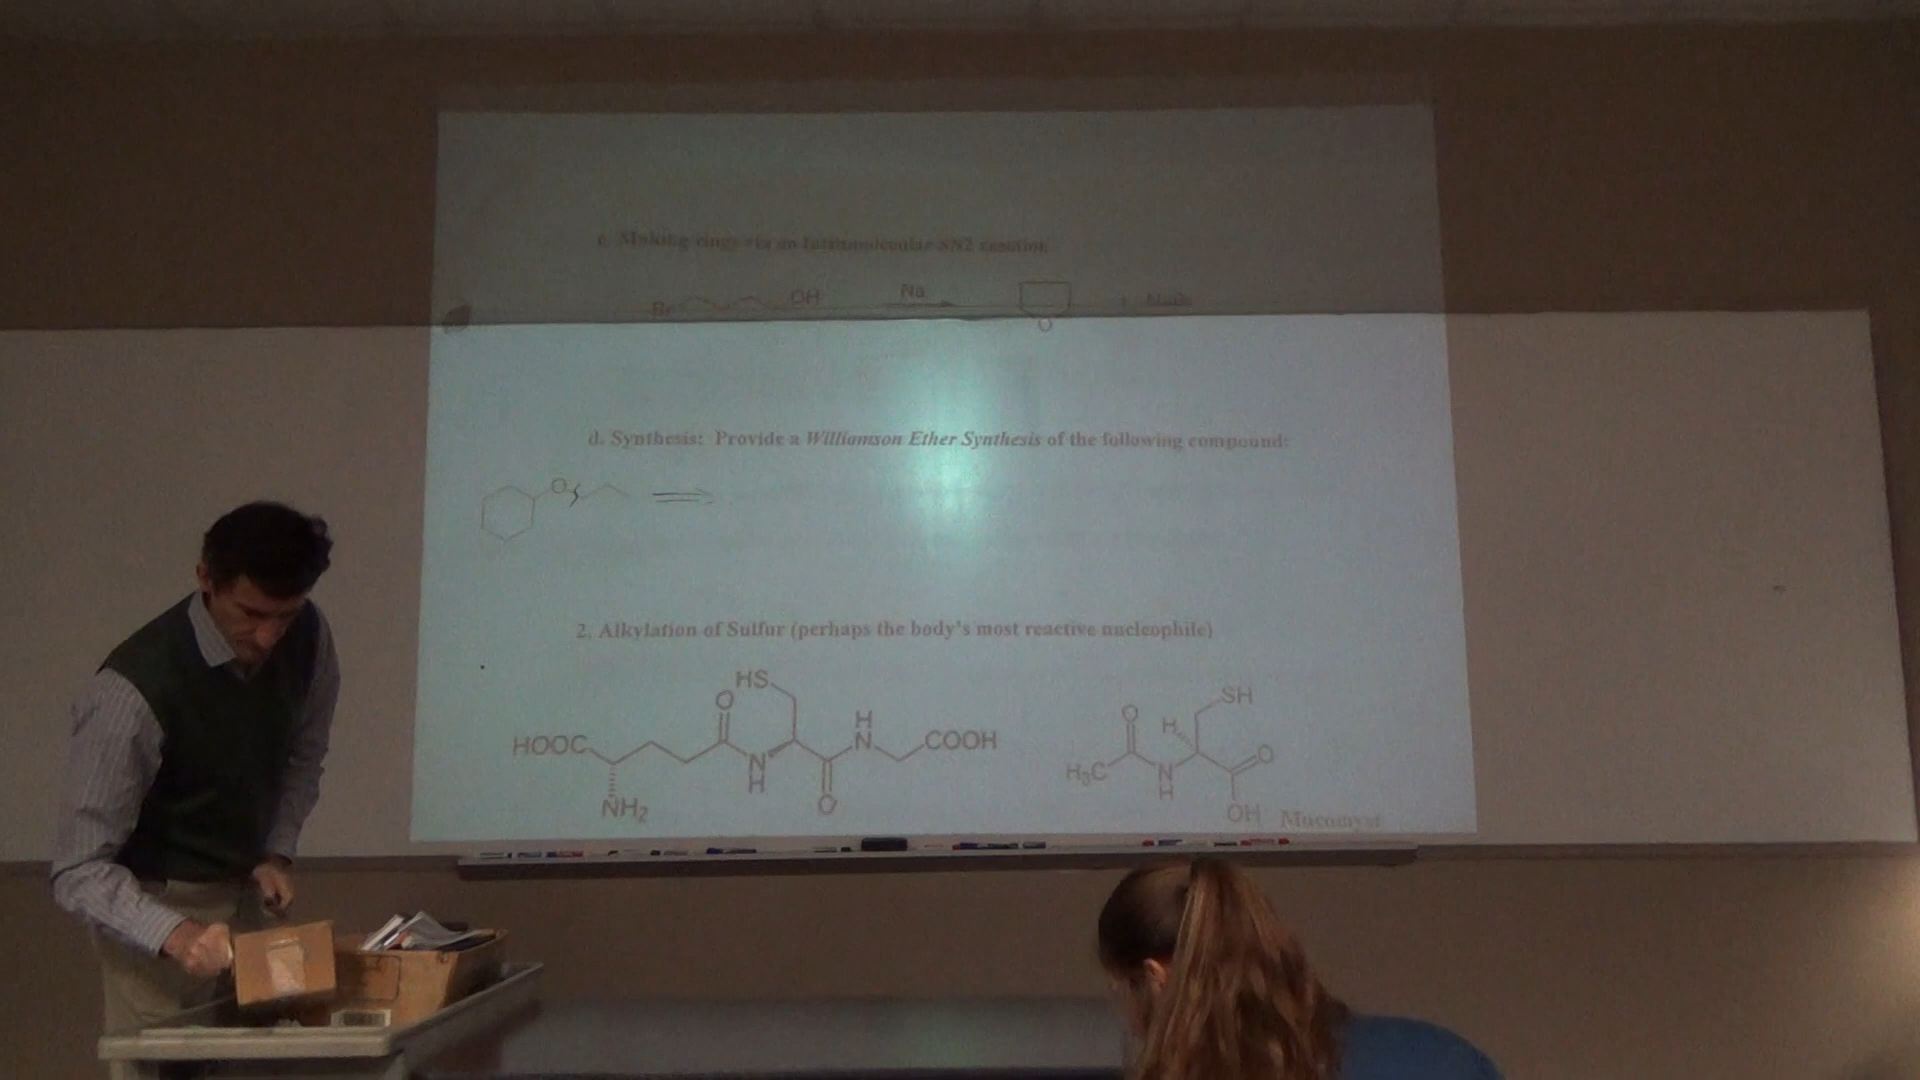 c. Making rings via an Intramolecular SN2 reaction
Br OH Na O +
d. Synthesis: Provide a Williamson Ether Synthesis of the following compound:
O
2. Alkylation of Sulfur (perhaps the body's most reactive nucleophile)
HS SH
O H O H
HOOC N COOH O
N H₃C N
H H
NH₂ O OH Mucomyst